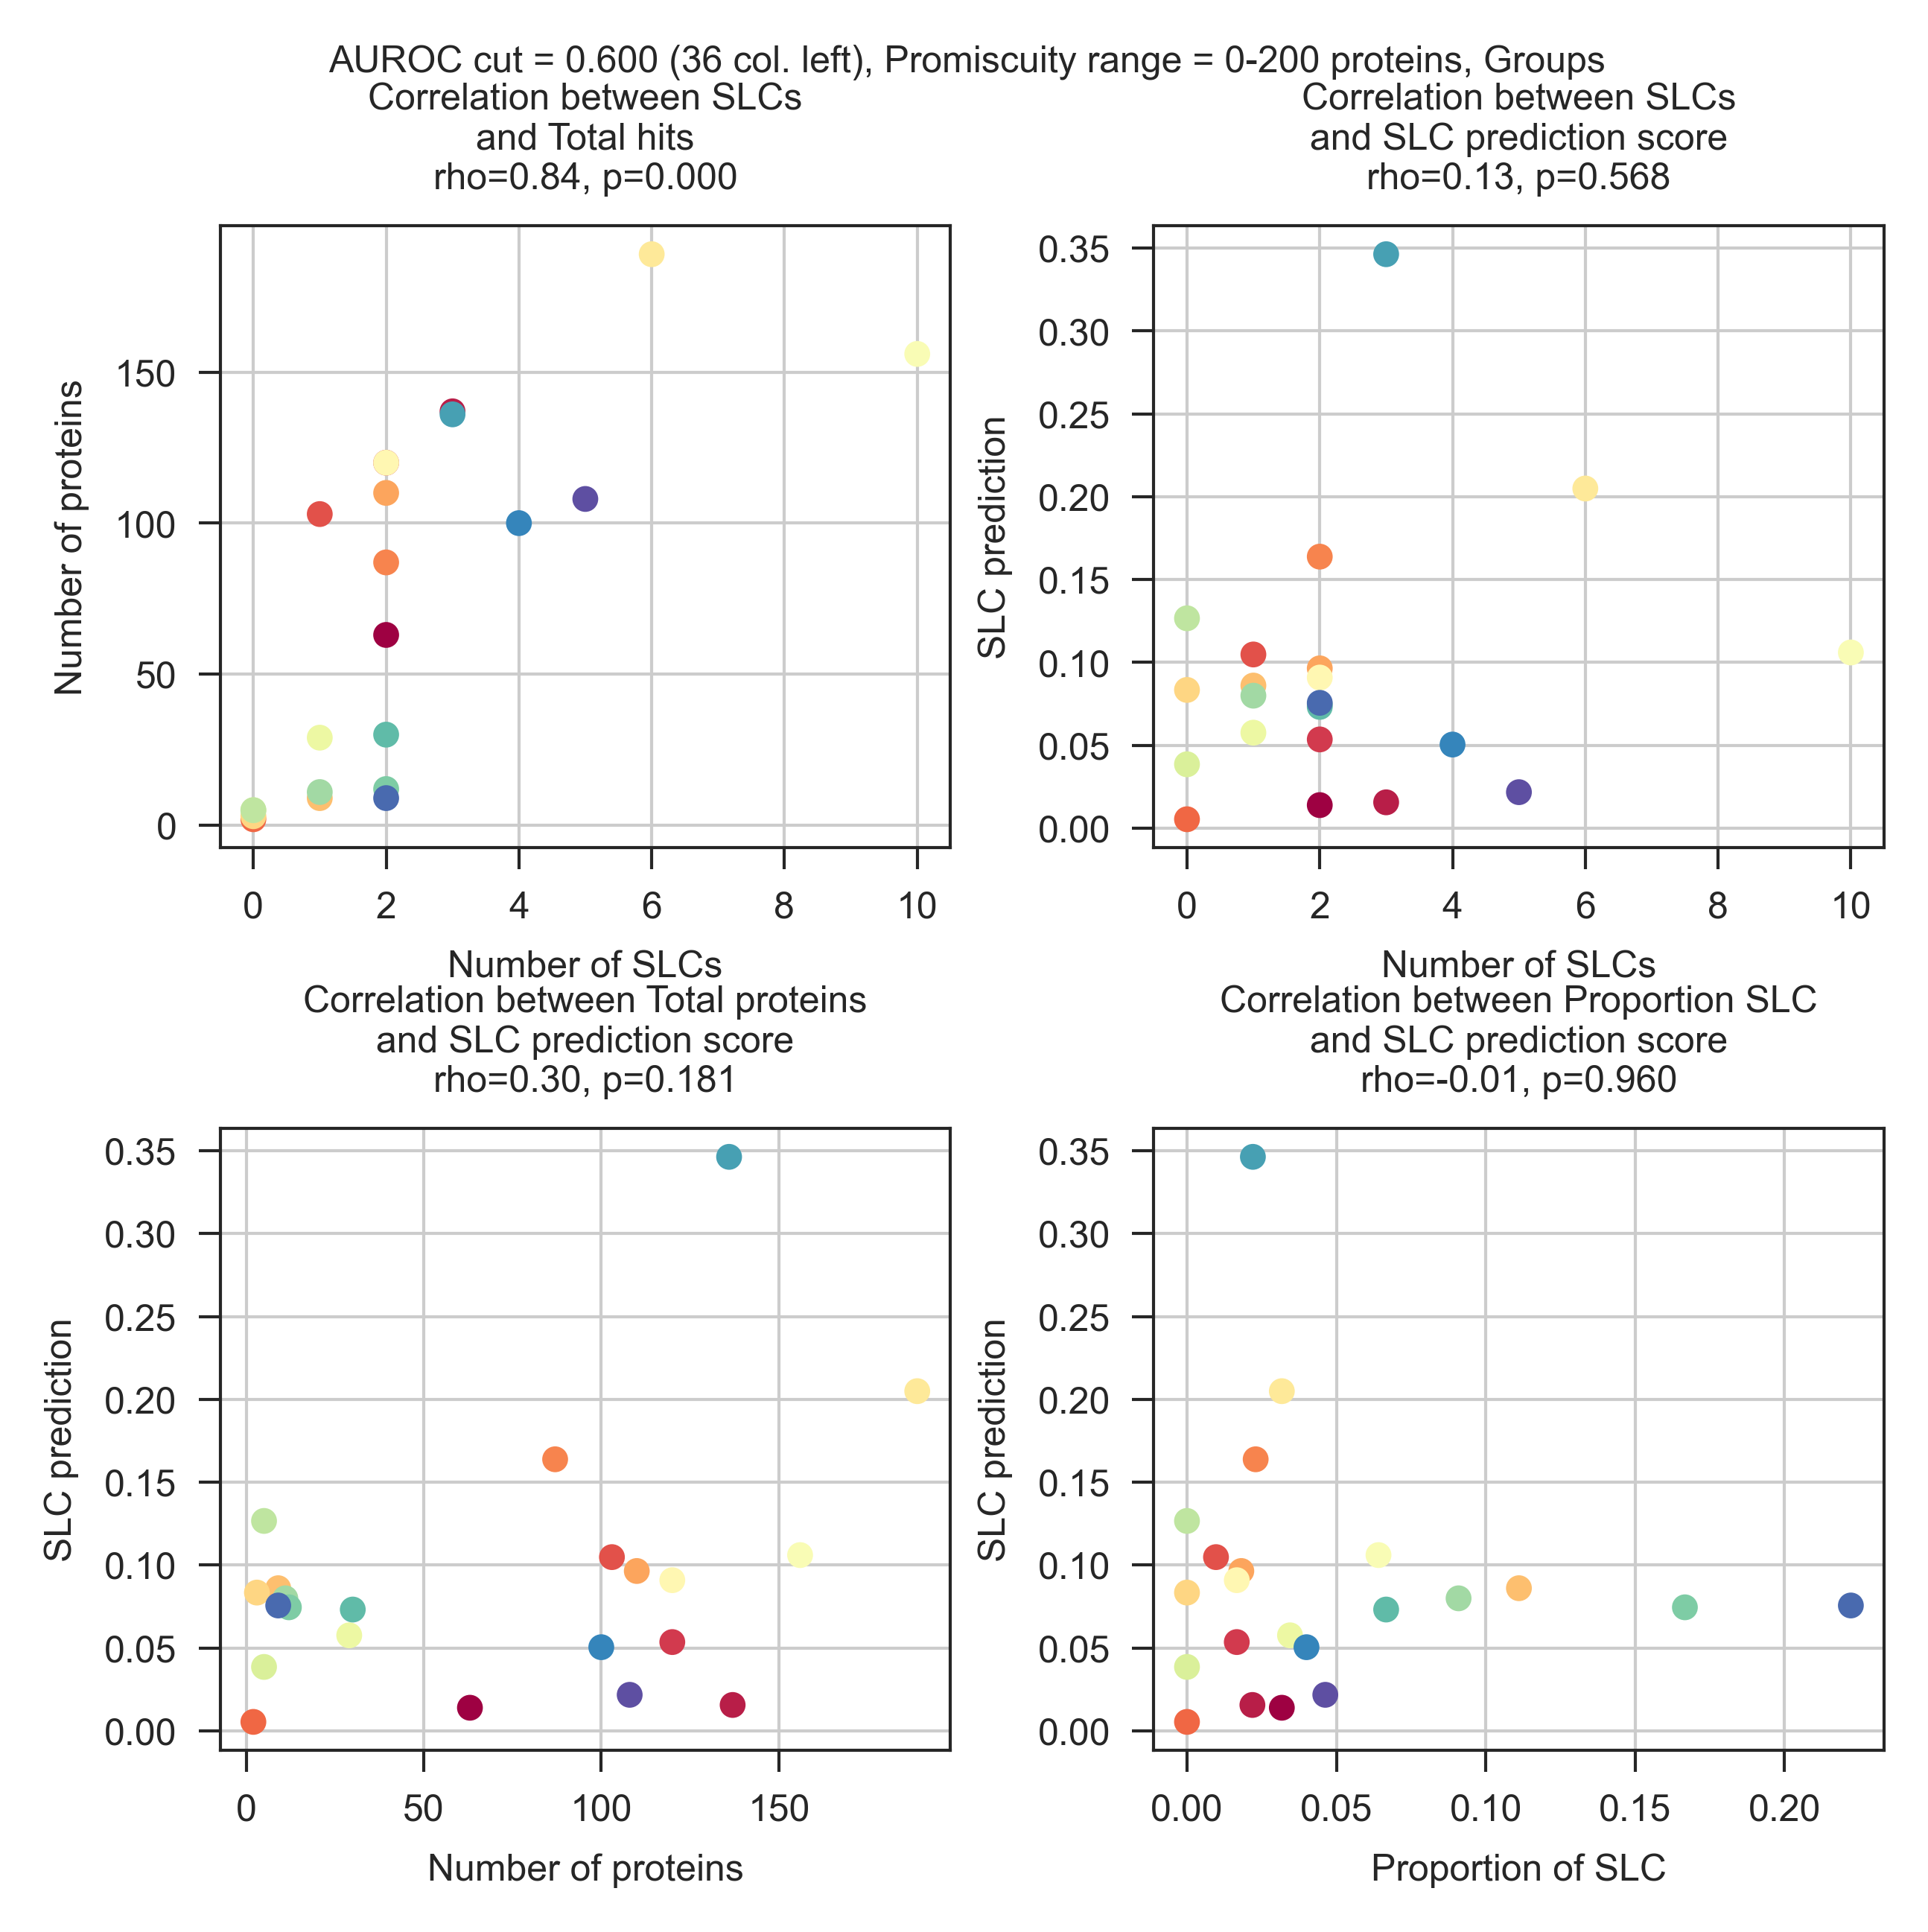 AUROC cut = 0.600 (36 col. left), Promiscuity range = 0-200 proteins, Groups
Correlation between SLCs
and Total hits
rho=0.84, p=0.000
Number of proteins
150
100
50
0
0 2 4 6 8 10
Number of SLCs
Correlation between SLCs
and SLC prediction score
rho=0.13, p=0.568
SLC prediction
0.35
0.30
0.25
0.20
0.15
0.10
0.05
0.00
0 2 4 6 8 10
Number of SLCs
Correlation between Total proteins
and SLC prediction score
rho=0.30, p=0.181
SLC prediction
0.35
0.30
0.25
0.20
0.15
0.10
0.05
0.00
0 50 100 150
Number of proteins
Correlation between Proportion SLC
and SLC prediction score
rho=-0.01, p=0.960
SLC prediction
0.35
0.30
0.25
0.20
0.15
0.10
0.05
0.00
0.00 0.05 0.10 0.15 0.20
Proportion of SLC